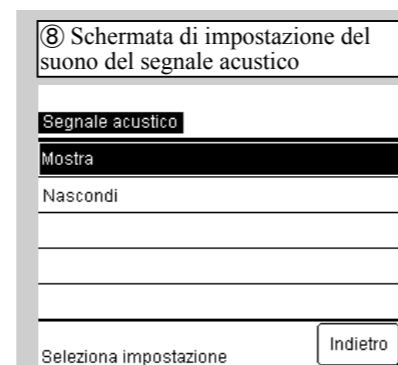 ⑧ Schermata di impostazione del
suono del segnale acustico
Segnale acustico
Mostra
Nascondi
Seleziona impostazione
Indietro